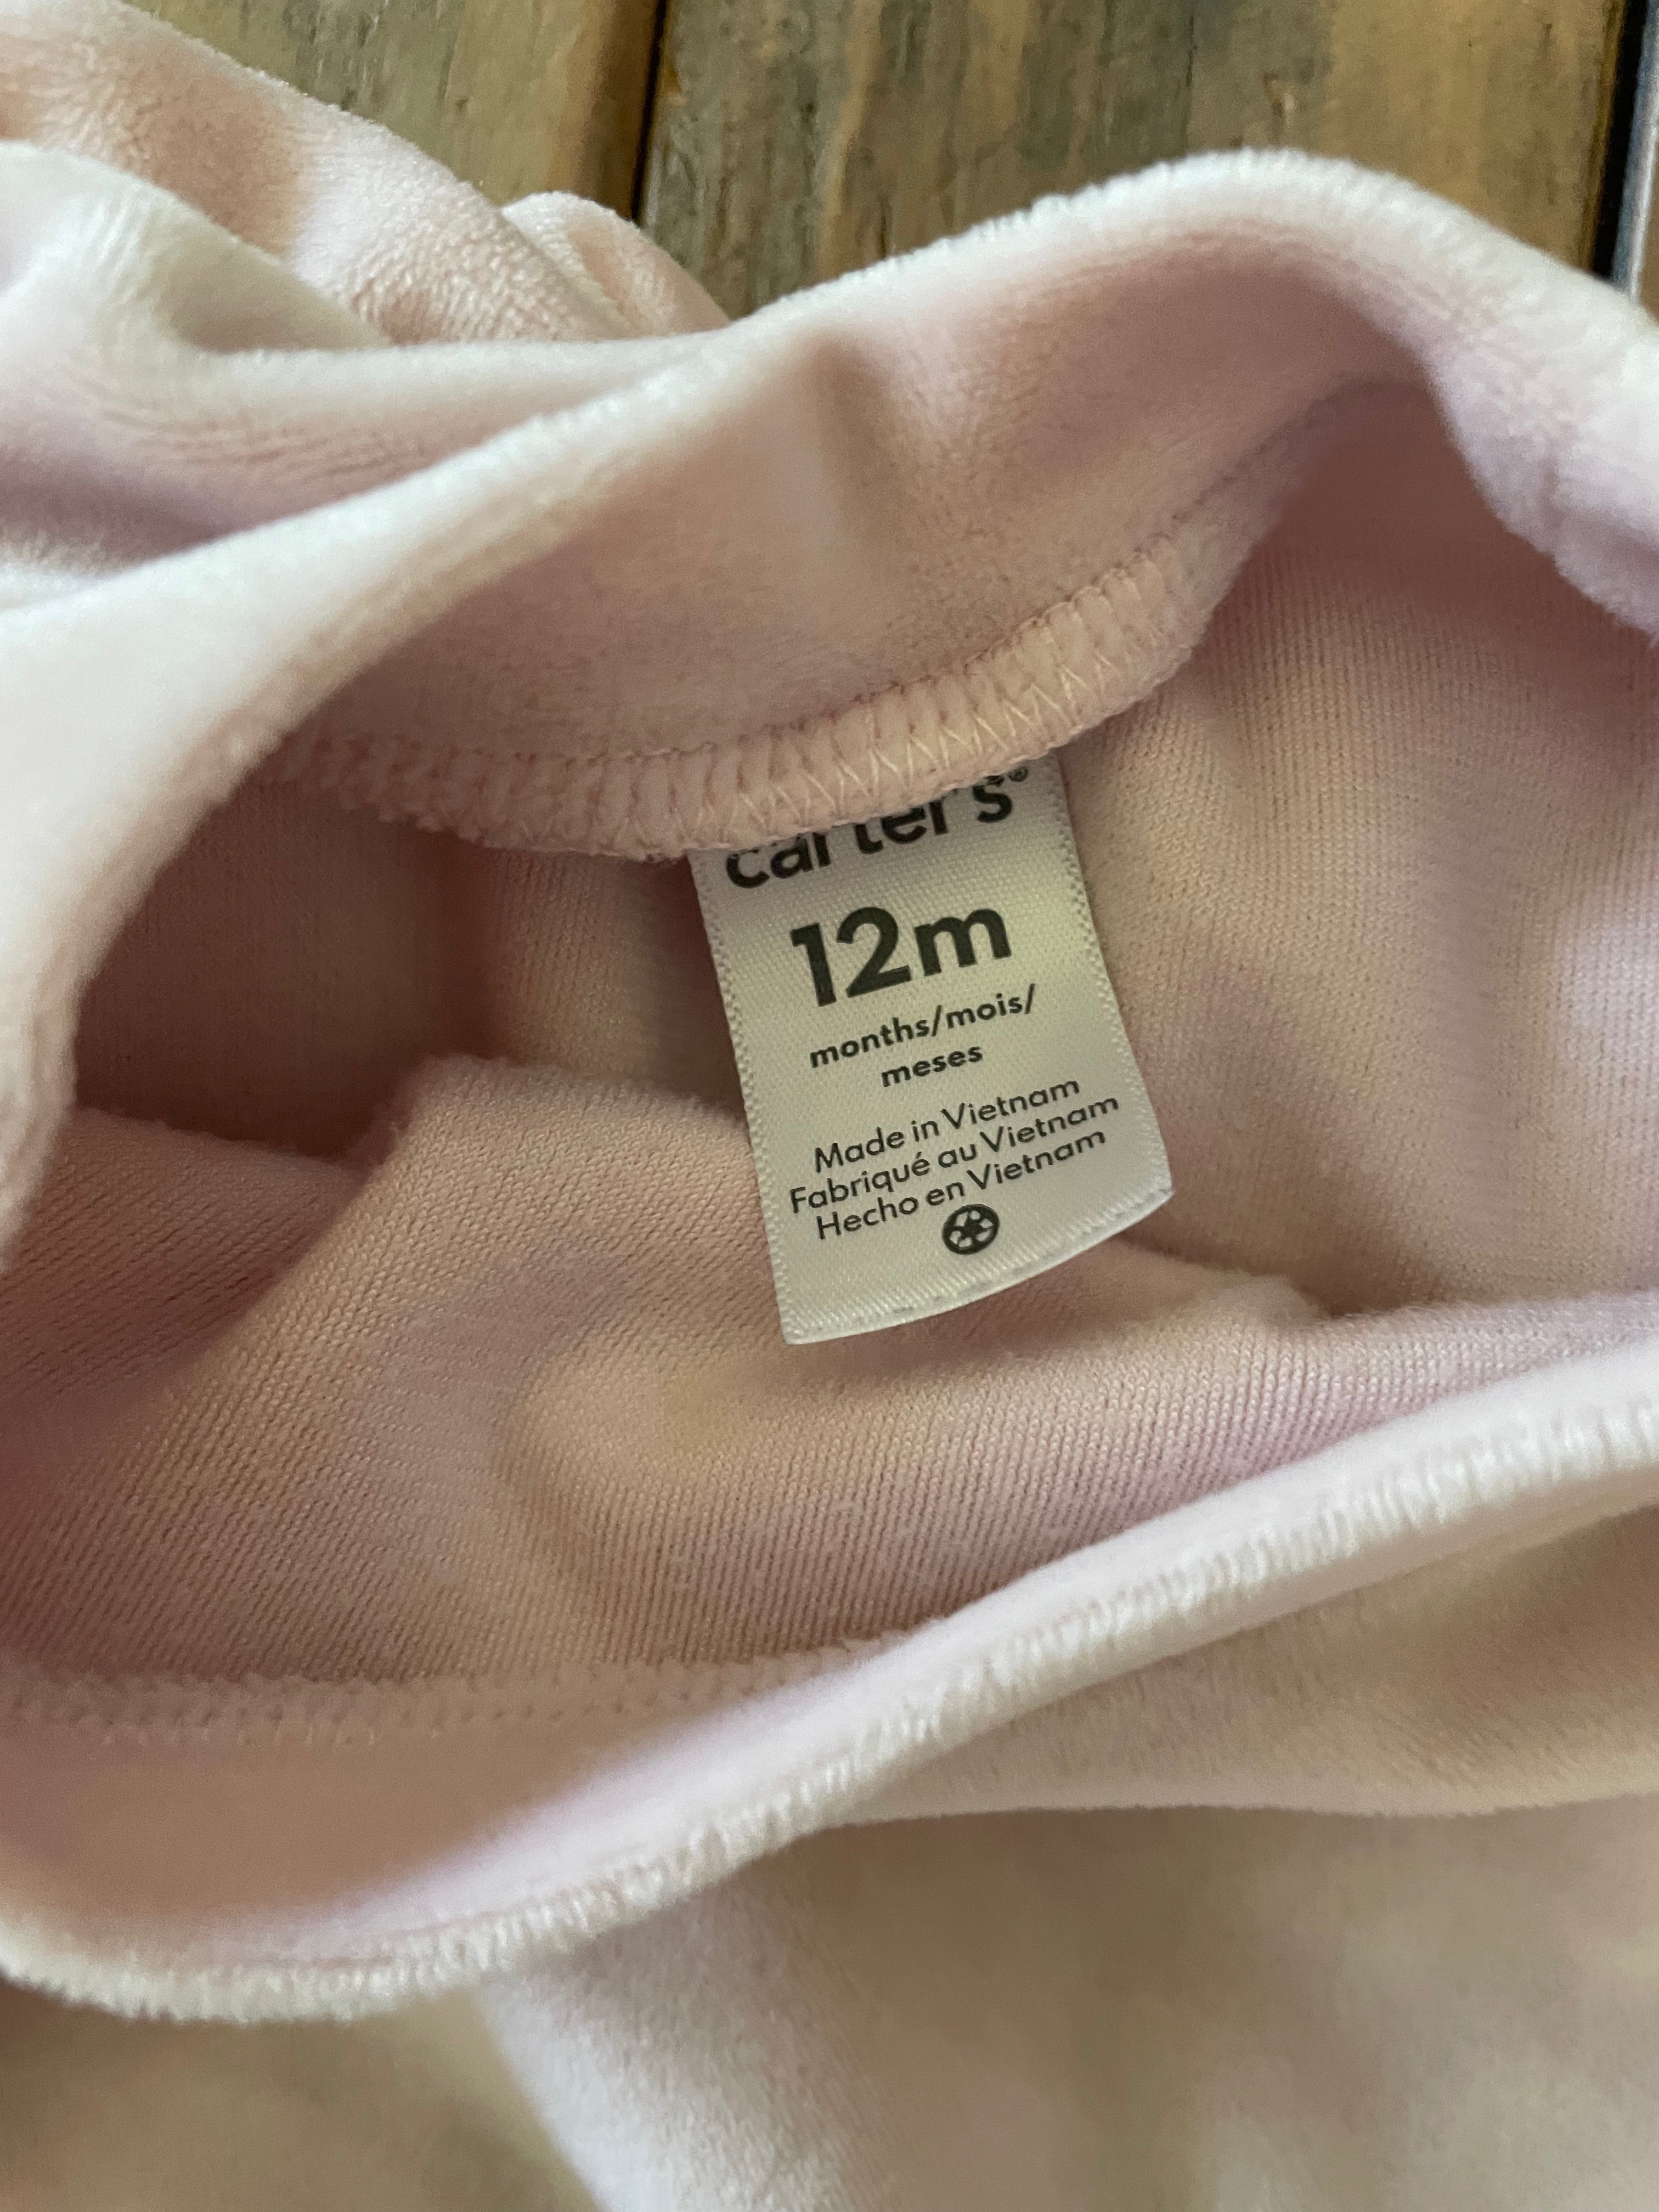 carter's®
12m
months/mois/
meses
Made in Vietnam
Fabriqué au Vietnam
Hecho en Vietnam